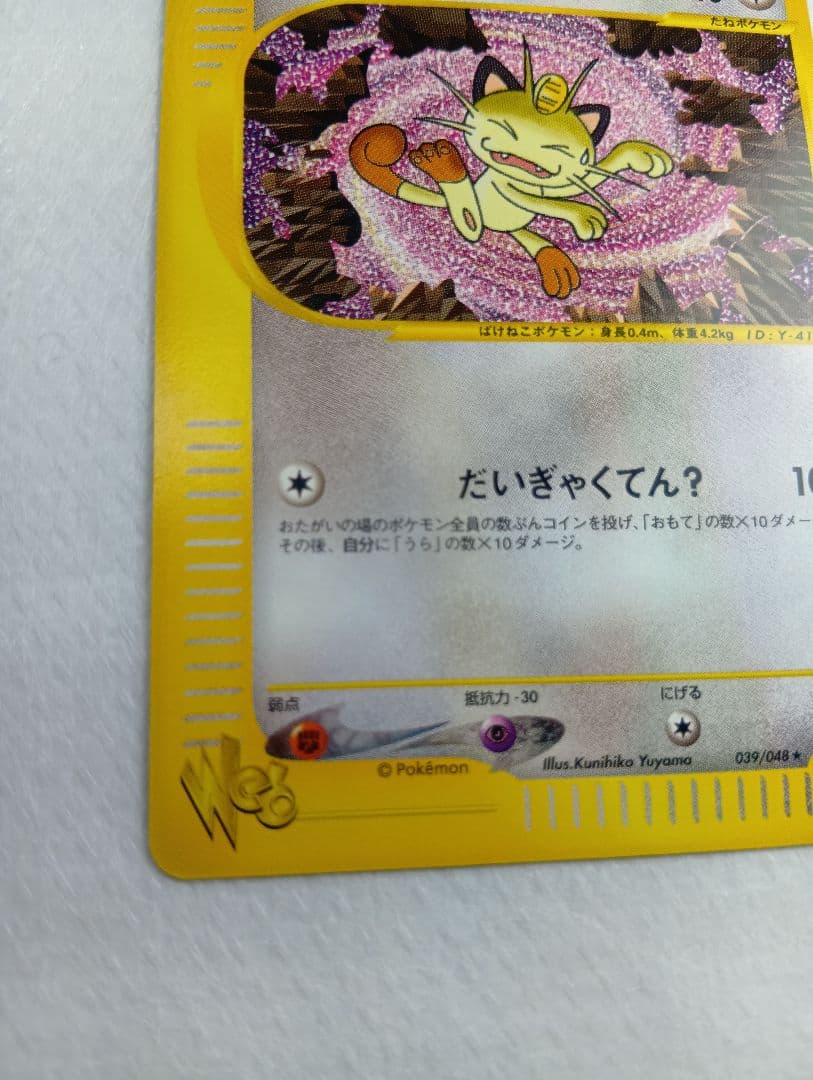 たねポケモン
ばけねこポケモン：身長0.4m、体重4.2kg ID:Y-41
だいぎゃくてん？ 10
おたがいの場のポケモン全員の数ぶんコインを投げ、「おもて」の数×10ダメー
その後、自分に「うら」の数×10ダメージ。
弱点 抵抗力 -30 にげる
©Pokémon Illus.Kunihiko Yuyama 039/048★
Web